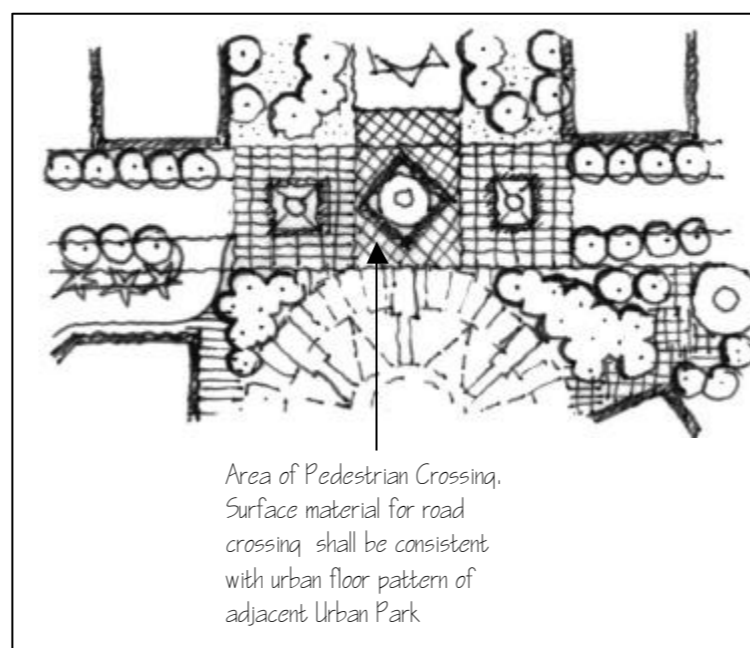 Area of Pedestrian Crossing.
Surface material for road
crossing shall be consistent
with urban floor pattern of
adjacent Urban Park